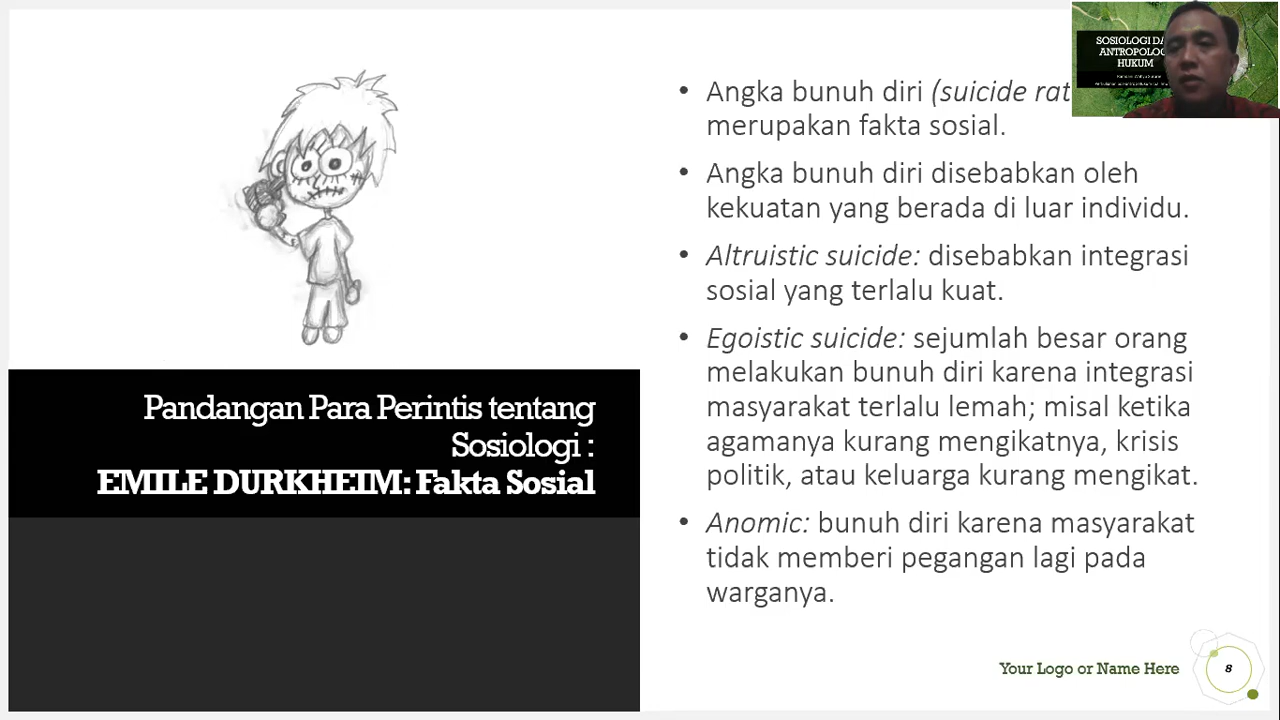 Angka bunuh diri (suicide
merupakan fakta sosial.
Angka bunuh diri disebabkan oleh
kekuatan yang berada di luar individu.
Altruistic suicide: disebabkan integrasi
sosial yang terlalu kuat.
Egoistic suicide: sejumlah besar orang
melakukan bunuh diri karena integrasi
masyarakat terlalu lemah; misal ketika
agamanya kurang mengikatnya, krisis
politik, atau keluarga kurang mengikat.
Anomic: bunuh diri karena masyarakat
tidak memberi pegangan lagi pada
warganya.
Pandangan Para Perintis tentang
Sosiologi :
EMILE DURKHEIM: Fakta Sosial
SOSIOLOGI
HUKUM
Your Logo or Name Here
8